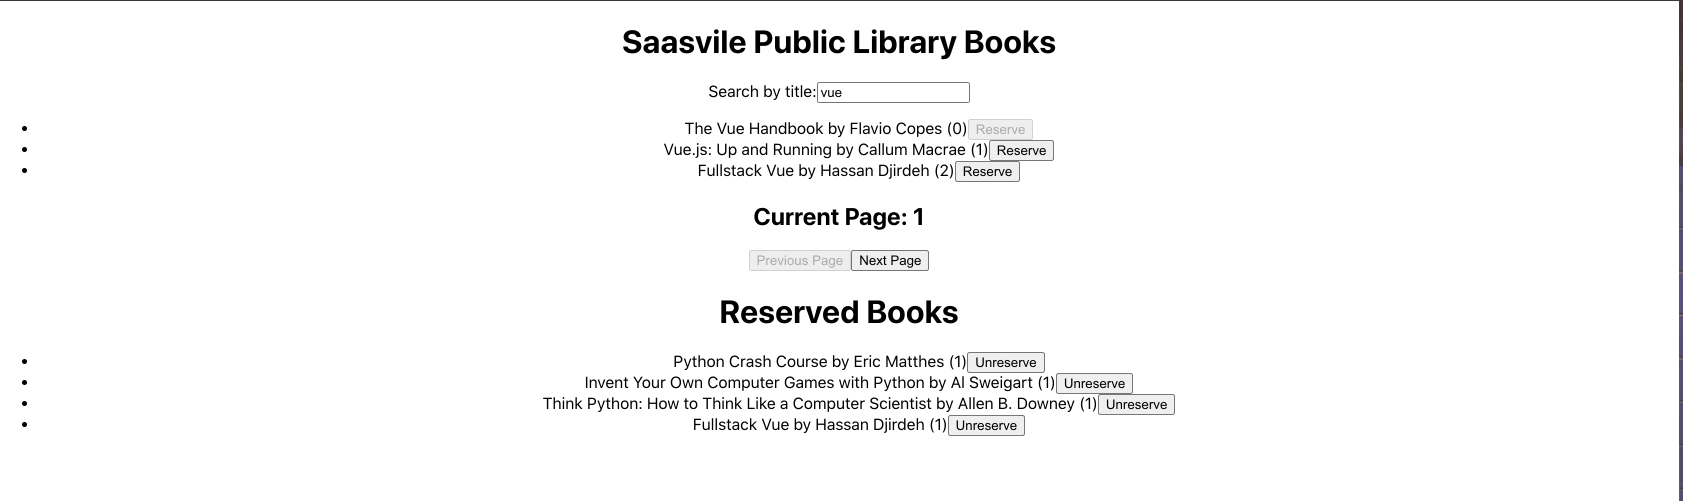 Saasvile Public Library Books
Search by title:vue
The Vue Handbook by Flavio Copes (0) Reserve
Vue.js: Up and Running by Callum Macrae (1) Reserve
Fullstack Vue by Hassan Djirdeh (2) Reserve
Current Page: 1
Previous Page Next Page
Reserved Books
Python Crash Course by Eric Matthes (1) Unreserve
Invent Your Own Computer Games with Python by Al Sweigart (1) Unreserve
Think Python: How to Think Like a Computer Scientist by Allen B. Downey (1) Unreserve
Fullstack Vue by Hassan Djirdeh (1) Unreserve